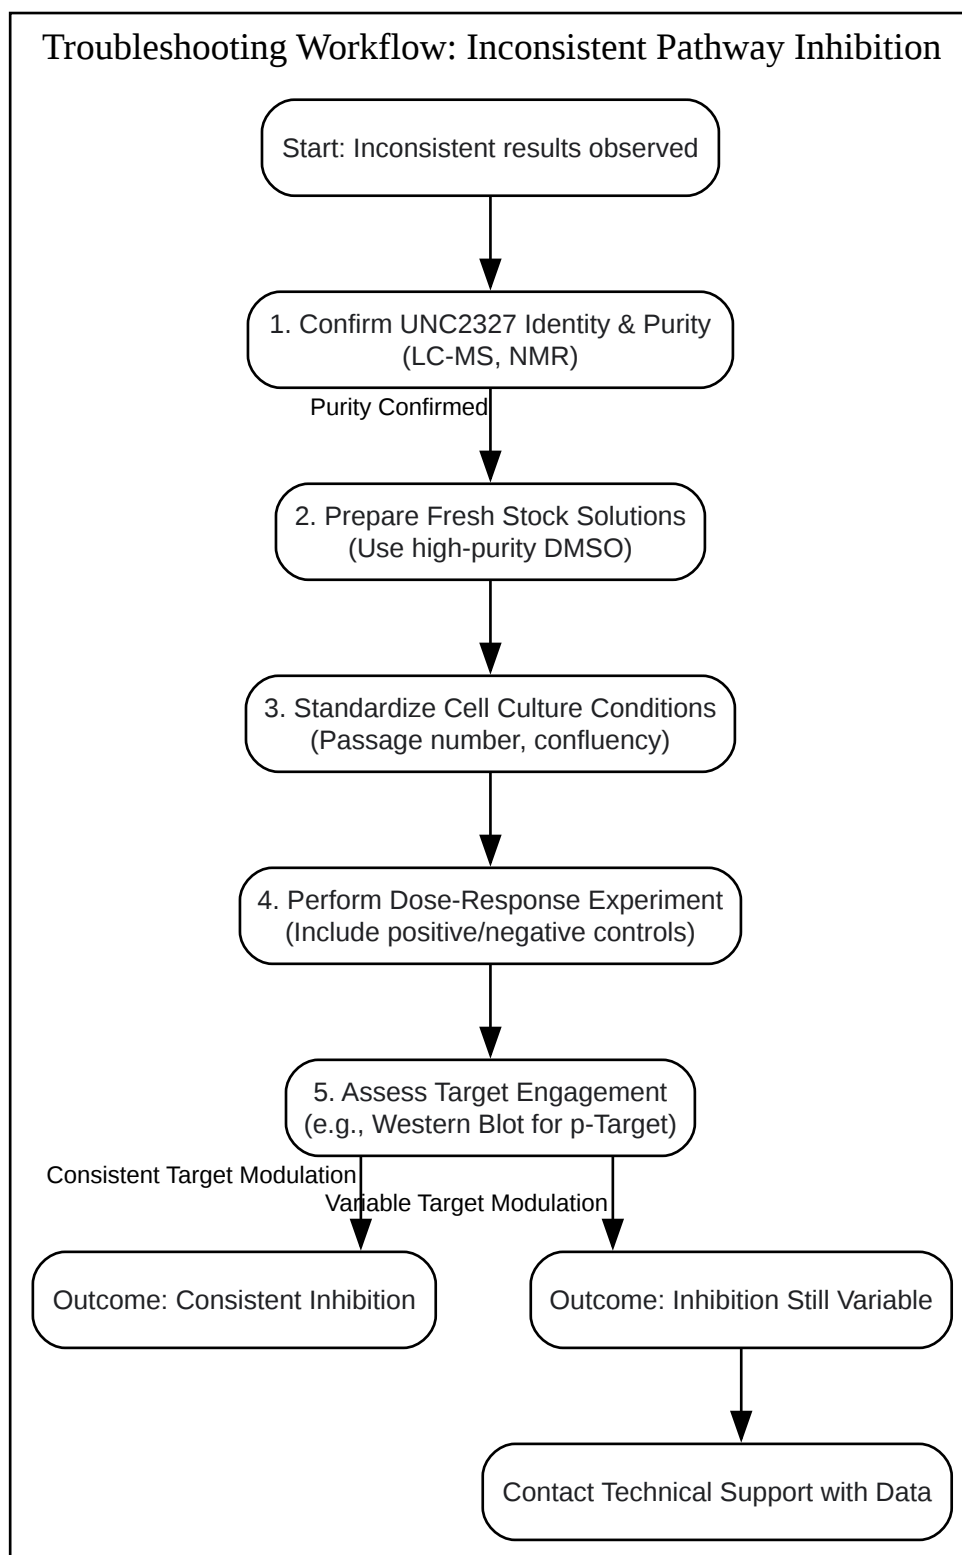 Troubleshooting Workflow: Inconsistent Pathway Inhibition
Start: Inconsistent results observed
1. Confirm UNC2327 Identity & Purity
(LC-MS, NMR)
Purity Confirmed
2. Prepare Fresh Stock Solutions
(Use high-purity DMSO)
3. Standardize Cell Culture Conditions
(Passage number, confluency)
4. Perform Dose-Response Experiment
(Include positive/negative controls)
5. Assess Target Engagement
(e.g., Western Blot for p-Target)
Consistent Target Modulation
Variable Target Modulation
Outcome: Consistent Inhibition
Outcome: Inhibition Still Variable
Contact Technical Support with Data